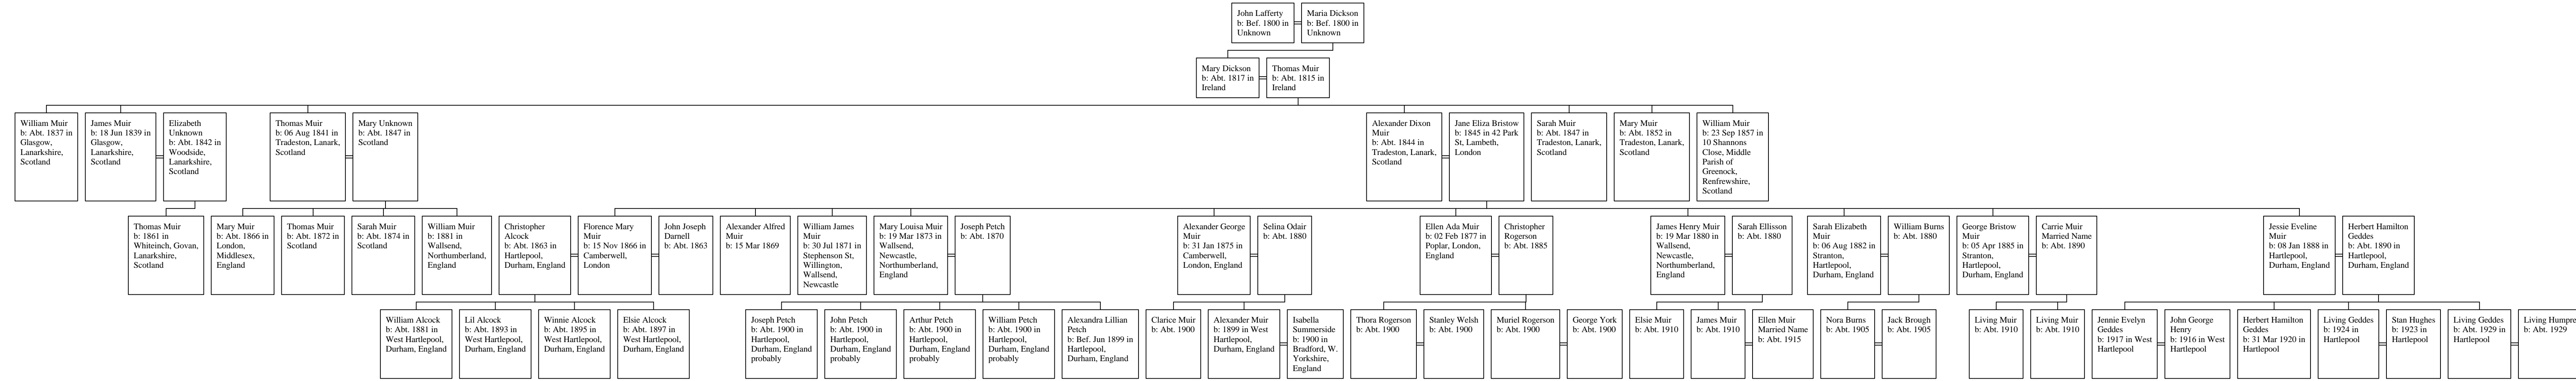 John Lafferty
b: Bef. 1800 in
Unknown
Maria Dickson
b: Bef. 1800 in
Unknown
Mary Dickson
b: Abt. 1817 in
Ireland
Thomas Muir
b: Abt. 1815 in
Ireland
William Muir
b: Abt. 1837 in
Glasgow,
Lanarkshire,
Scotland
James Muir
b: 18 Jun 1839 in
Glasgow,
Lanarkshire,
Scotland
Elizabeth
Unknown
b: Abt. 1842 in
Woodside,
Lanarkshire,
Scotland
Thomas Muir
b: 06 Aug 1841 in
Tradeston, Lanark,
Scotland
Mary Unknown
b: Abt. 1847 in
Scotland
Alexander Dixon
Muir
b: Abt. 1844 in
Tradeston, Lanark,
Scotland
Jane Eliza Bristow
b: 1845 in 42 Park
St, Lambeth,
London
Sarah Muir
b: Abt. 1847 in
Tradeston, Lanark,
Scotland
Mary Muir
b: Abt. 1852 in
Tradeston, Lanark,
Scotland
William Muir
b: 23 Sep 1857 in
10 Shannons
Close, Middle
Parish of
Greenock,
Renfrewshire,
Scotland
Thomas Muir
b: 1861 in
Whiteinch, Govan,
Lanarkshire,
Scotland
Mary Muir
b: Abt. 1866 in
London,
Middlesex,
England
Thomas Muir
b: Abt. 1872 in
Scotland
Sarah Muir
b: Abt. 1874 in
Scotland
William Muir
b: 1881 in
Wallsend,
Northumberland,
England
Christopher
Alcock
b: Abt. 1863 in
Hartlepool,
Durham, England
Florence Mary
Muir
b: 15 Nov 1866 in
Camberwell,
London
John Joseph
Darnell
b: Abt. 1863
Alexander Alfred
Muir
b: 15 Mar 1869
William James
Muir
b: 30 Jul 1871 in
Stephenson St,
Willington,
Wallsend,
Newcastle
Mary Louisa Muir
b: 19 Mar 1873 in
Wallsend,
Newcastle,
Northumberland,
England
Joseph Petch
b: Abt. 1870
Alexander George
Muir
b: 31 Jan 1875 in
Camberwell,
London, England
Selina Odair
b: Abt. 1880
Ellen Ada Muir
b: 02 Feb 1877 in
Poplar, London,
England
Christopher
Rogerson
b: Abt. 1885
James Henry Muir
b: 19 Mar 1880 in
Wallsend,
Newcastle,
Northumberland,
England
Sarah Ellisson
b: Abt. 1880
Sarah Elizabeth
Muir
b: 06 Aug 1882 in
Stranton,
Hartlepool,
Durham, England
William Burns
b: Abt. 1880
George Bristow
Muir
b: 05 Apr 1885 in
Stranton,
Hartlepool,
Durham, England
Carrie Muir
Married Name
b: Abt. 1890
Jessie Eveline
Muir
b: 08 Jan 1888 in
Hartlepool,
Durham, England
Herbert Hamilton
Geddes
b: Abt. 1890 in
Hartlepool,
Durham, England
William Alcock
b: Abt. 1881 in
West Hartlepool,
Durham, England
Lil Alcock
b: Abt. 1893 in
West Hartlepool,
Durham, England
Winnie Alcock
b: Abt. 1895 in
West Hartlepool,
Durham, England
Elsie Alcock
b: Abt. 1897 in
West Hartlepool,
Durham, England
Joseph Petch
b: Abt. 1900 in
Hartlepool,
Durham, England
probably
John Petch
b: Abt. 1900 in
Hartlepool,
Durham, England
probably
Arthur Petch
b: Abt. 1900 in
Hartlepool,
Durham, England
probably
William Petch
b: Abt. 1900 in
Hartlepool,
Durham, England
probably
Alexandra Lillian
Petch
b: Bef. Jun 1899 in
Hartlepool,
Durham, England
Clarice Muir
b: Abt. 1900
Alexander Muir
b: 1899 in West
Hartlepool,
Durham, England
Isabella
Summerside
b: 1900 in
Bradford, W.
Yorkshire,
England
Thora Rogerson
b: Abt. 1900
Stanley Welsh
b: Abt. 1900
Muriel Rogerson
b: Abt. 1900
George York
b: Abt. 1900
Elsie Muir
b: Abt. 1910
James Muir
b: Abt. 1910
Ellen Muir
Married Name
b: Abt. 1915
Nora Burns
b: Abt. 1905
Jack Brough
b: Abt. 1905
Living Muir
b: Abt. 1910
Living Muir
b: Abt. 1910
Jennie Evelyn
Geddes
b: 1917 in West
Hartlepool
John George
Henry
b: 1916 in West
Hartlepool
Herbert Hamilton
Geddes
b: 31 Mar 1920 in
Hartlepool
Living Geddes
b: 1924 in
Hartlepool
Stan Hughes
b: 1923 in
Hartlepool
Living Geddes
b: Abt. 1929 in
Hartlepool
Living Humpre
b: Abt. 1929